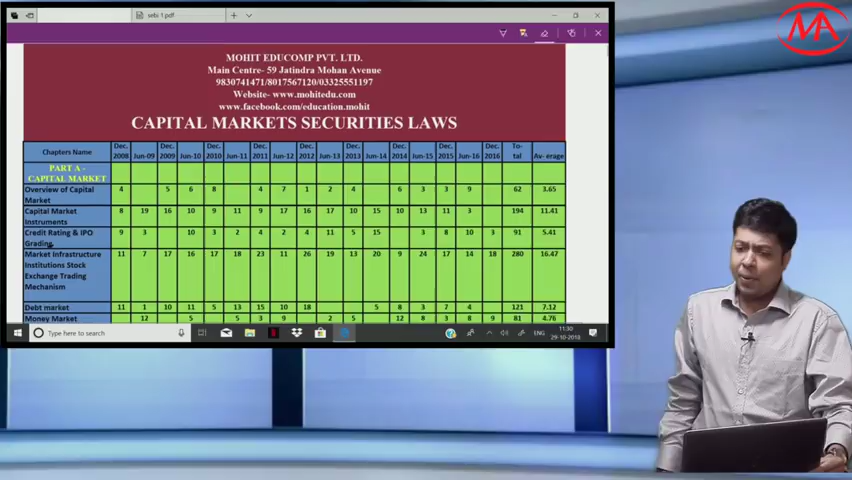 sebi 1.pdf
MA
MOHIT EDUCOMP PVT. LTD.
Main Centre- 59 Jatindra Mohan Avenue
9830741471/8017567120/03325551197
Website- www.mohitedu.com
www.facebook.com/education.mohit
CAPITAL MARKETS SECURITIES LAWS
Chapters Name Dec. 2008 Jun-09 Dec. 2009 Jun-10 Dec. 2010 Jun-11 Dec. 2011 Jun-12 Dec. 2012 Jun-13 Dec. 2013 Jun-14 Dec. 2014 Jun-15 Dec. 2015 Jun-16 Dec. 2016 To- tal Av- erage
PART A -
CAPITAL MARKET
Overview of Capital 4 5 6 8 4 7 1 2 4 6 3 3 9 62 3.65
Market
Capital Market 8 19 16 10 9 11 9 17 16 17 10 15 10 13 11 3 194 11.41
Instruments
Credit Rating & IPO 9 3 10 3 2 4 2 4 11 5 15 3 8 10 3 91 5.41
Grading
Market Infrastructure 11 7 17 16 17 18 23 11 26 19 13 20 9 24 17 14 18 280 16.47
Institutions Stock
Exchange Trading
Mechanism
Debt market 11 1 10 11 5 13 15 10 18 5 8 3 7 4 121 7.12
Money Market 12 5 5 3 9 2 5 12 8 3 8 9 81 4.76
Type here to search
ENG
11:30
29-10-2018